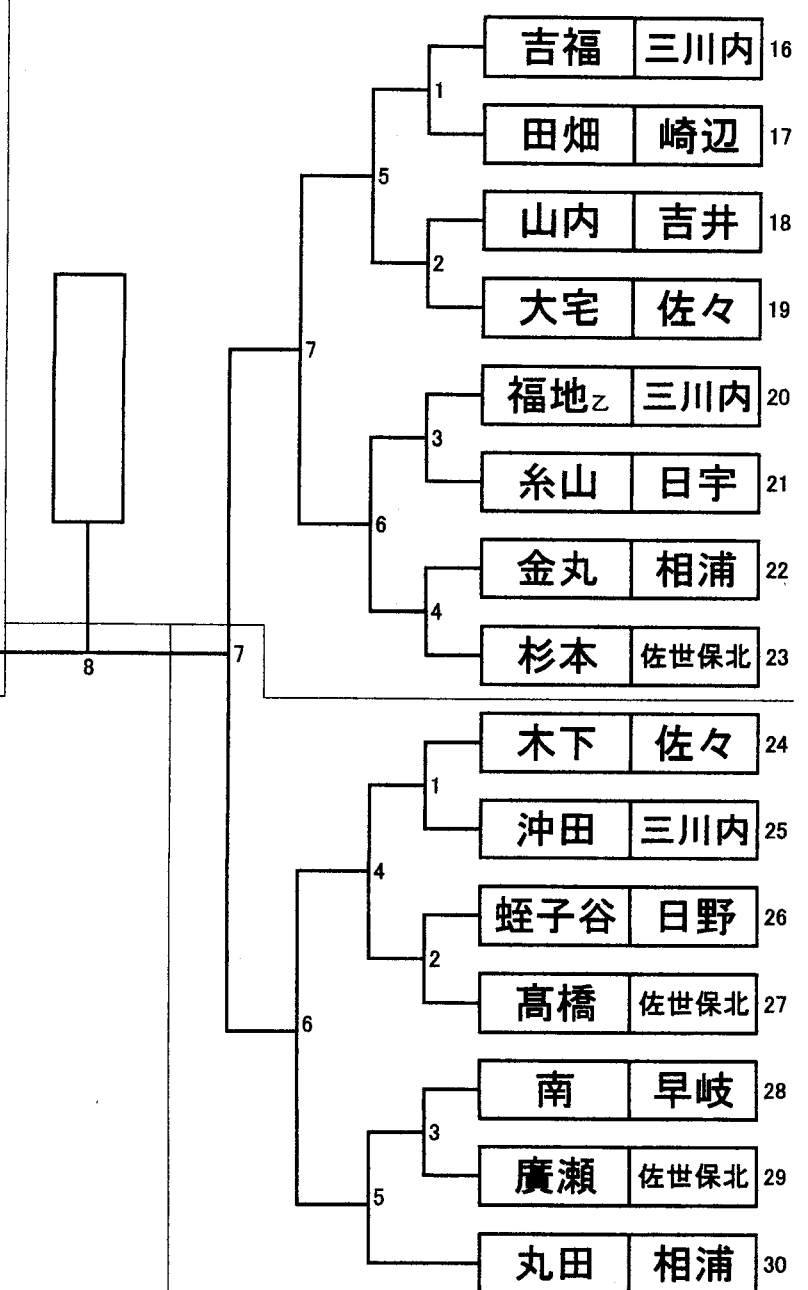 吉福 三川内 16
1
田畑 崎辺 17
5
山内 吉井 18
2
大宅 佐々 19
7
福地乙 三川内 20
3
糸山 日宇 21
6
金丸 相浦 22
4
杉本 佐世保北 23
8 7
木下 佐々 24
1
沖田 三川内 25
4
蛭子谷 日野 26
2
髙橋 佐世保北 27
6
南 早岐 28
3
廣瀬 佐世保北 29
5
丸田 相浦 30